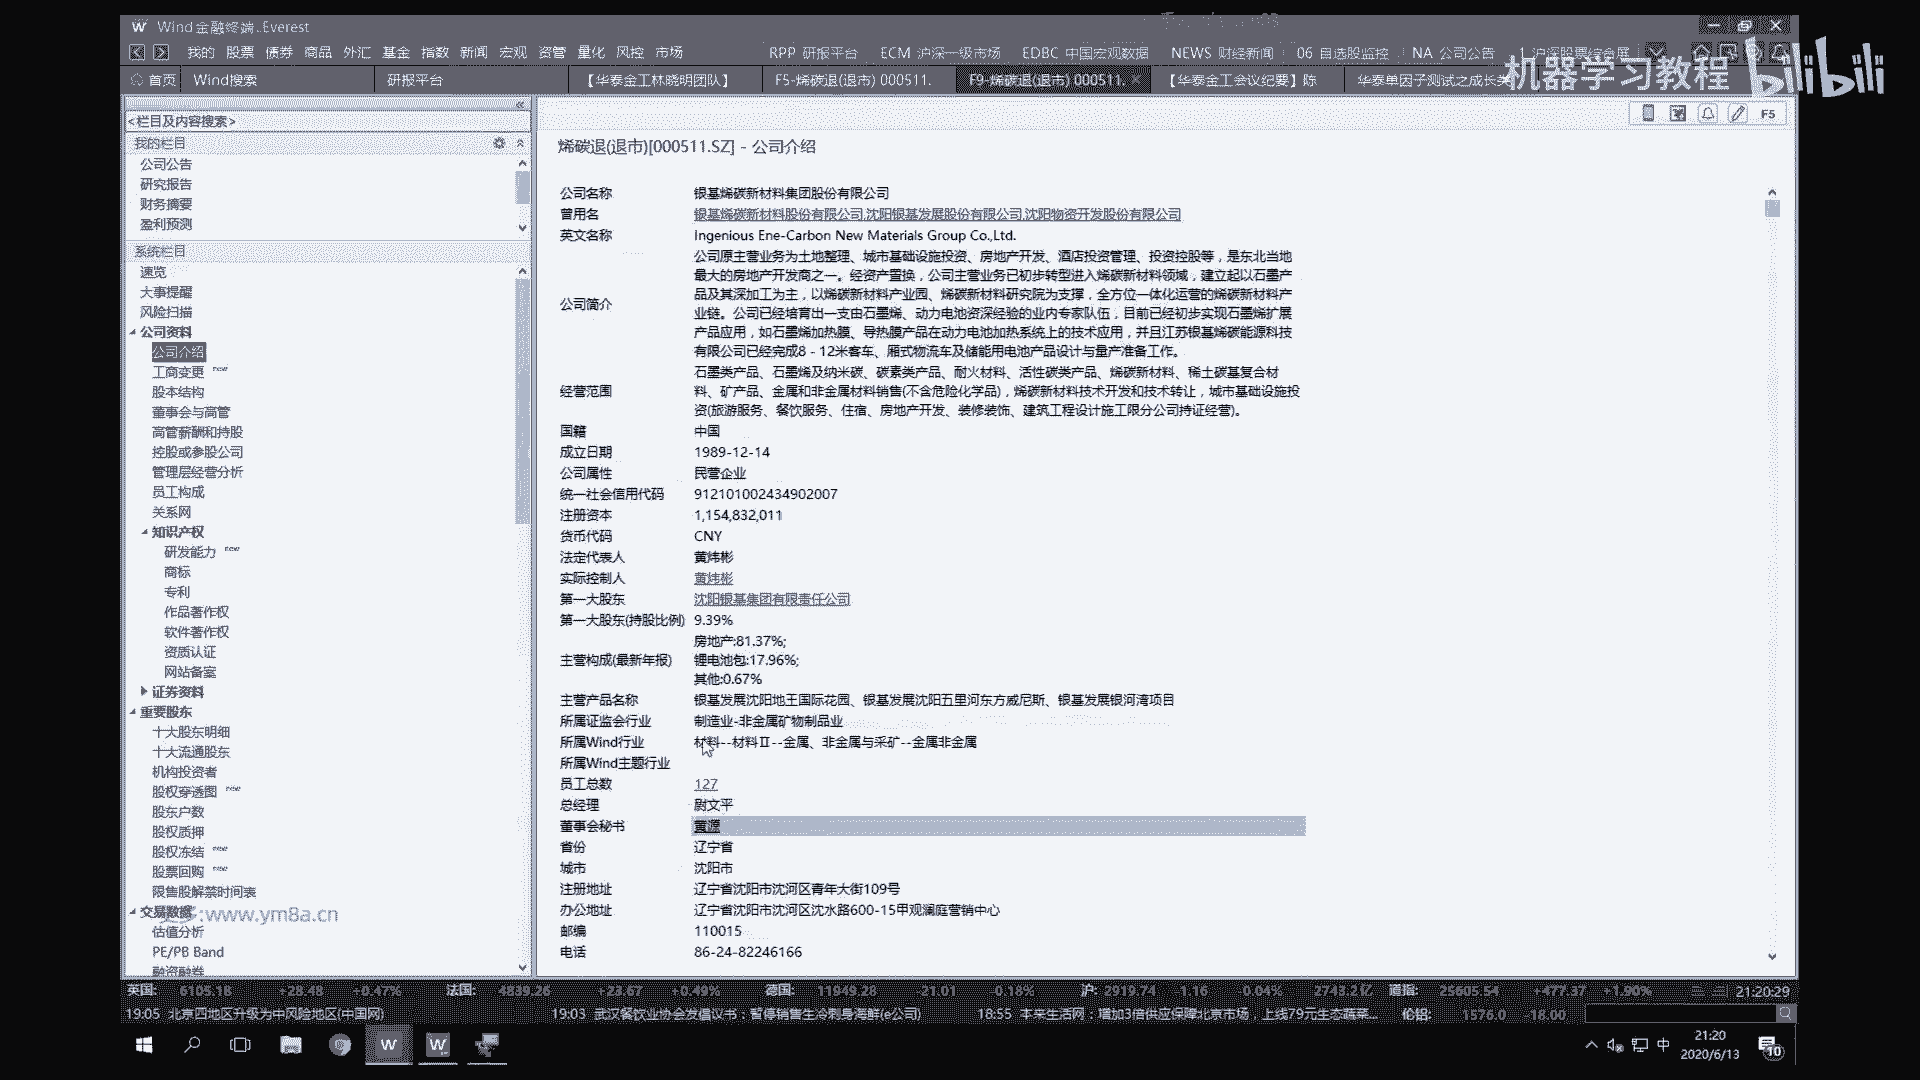 Wind金融终端..Everest
我的 股票 债券 商品 外汇 基金 指数 新闻 宏观 资管 量化 风控 市场
RPP 研报平台 ECM 沪深一级市场 EDBC 中国宏观数据 NEWS 财经新闻 06 自选股监控 NA 公司公告 1 沪深股票综合屏
机器学习教程 bilibili
首页 Wind搜索 研报平台 【华泰金工林晓明团队】 F5-烯碳退(退市) 000511. F9-烯碳退(退市) 000511. 【华泰金工会议纪要】陈 华泰单因子测试之成长类
<栏目及内容搜索>
我的栏目
公司公告
研究报告
财务摘要
盈利预测
系统栏目
速览
大事提醒
风险扫描
公司资料
公司介绍
工商变更 new
股本结构
董事会与高管
高管薪酬和持股
控股或参股公司
管理层经营分析
员工构成
关系网
知识产权
研发能力 new
商标
专利
作品著作权
软件著作权
资质认证
网站备案
证券资料
重要股东
十大股东明细
十大流通股东
机构投资者
股权穿透图 new
股东户数
股权质押
股权冻结 new
股票回购 new
限售股解禁时间表
交易数据
:www.ym8a.cn
估值分析
PE/PB Band
融资融券
F5
烯碳退(退市)[000511.SZ] - 公司介绍
公司名称 银基烯碳新材料集团股份有限公司
曾用名 银基烯碳新材料股份有限公司,沈阳银基发展股份有限公司,沈阳物资开发股份有限公司
英文名称 Ingenious Ene-Carbon New Materials Group Co.,Ltd.
公司简介 公司原主营业务为土地整理、城市基础设施投资、房地产开发、酒店投资管理、投资控股等，是东北当地
最大的房地产开发商之一。经资产置换，公司主营业务已初步转型进入烯碳新材料领域，建立起以石墨产
品及其深加工为主，以烯碳新材料产业园、烯碳新材料研究院为支撑，全方位一体化运营的烯碳新材料产
业链。公司已经培育出一支由石墨烯、动力电池资深经验的业内专家队伍，目前已经初步实现石墨烯扩展
产品应用，如石墨烯加热膜、导热膜产品在动力电池加热系统上的技术应用，并且江苏银基烯碳能源科技
有限公司已经完成8－12米客车、厢式物流车及储能用电池产品设计与量产准备工作。
经营范围 石墨类产品、石墨烯及纳米碳、碳素类产品、耐火材料、活性碳类产品、烯碳新材料、稀土碳基复合材
料、矿产品、金属和非金属材料销售(不含危险化学品)，烯碳新材料技术开发和技术转让，城市基础设施投
资(旅游服务、餐饮服务、住宿、房地产开发、装修装饰、建筑工程设计施工限分公司持证经营)。
国籍 中国
成立日期 1989-12-14
公司属性 民营企业
统一社会信用代码 912101002434902007
注册资本 1,154,832,011
货币代码 CNY
法定代表人 黄炜彬
实际控制人 黄炜彬
第一大股东 沈阳银基集团有限责任公司
第一大股东(持股比例) 9.39%
主营构成(最新年报) 房地产:81.37%;
锂电池包:17.96%;
其他:0.67%
主营产品名称 银基发展沈阳地王国际花园、银基发展沈阳五里河东方威尼斯、银基发展银河湾项目
所属证监会行业 制造业-非金属矿物制品业
所属Wind行业 材料--材料Ⅱ--金属、非金属与采矿--金属非金属
所属Wind主题行业
员工总数 127
总经理 尉文平
董事会秘书 黄源
省份 辽宁省
城市 沈阳市
注册地址 辽宁省沈阳市沈河区青年大街109号
办公地址 辽宁省沈阳市沈河区沈水路600-15甲观澜庭营销中心
邮编 110015
电话 86-24-82246166
英国: 6105.18 +28.48 +0.47% 法国: 4839.26 +23.67 +0.49% 德国: 11949.28 -21.01 -0.18% 沪: 2919.74 -1.16 -0.04% 2743.2亿 道指: 25605.54 +477.37 +1.90% 21:20:29
19:05 北京四地区升级为中风险地区(中国网) 19:03 武汉餐饮业协会发倡议书：暂停销售生冷刺身海鲜(e公司) 18:55 本来生活网：增加3倍供应保障北京市场，上线79元生态蔬菜... 伦铝: 1576.0 -18.00
中 21:20
2020/6/13
10